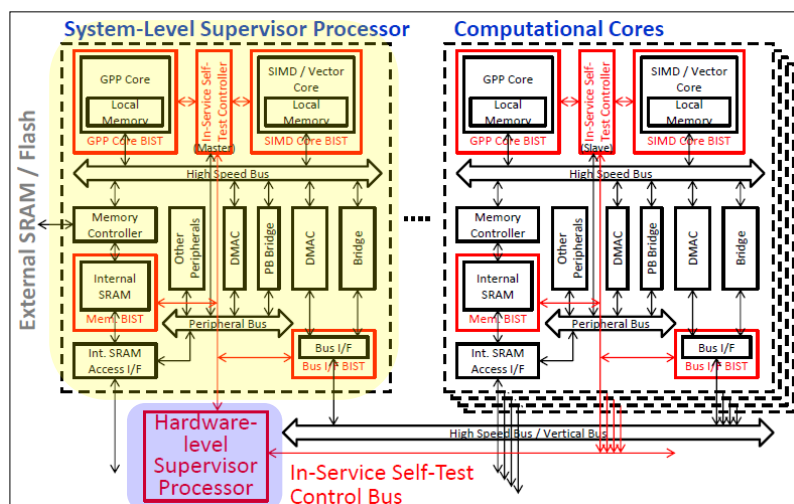 System-Level Supervisor Processor
Computational Cores
External SRAM / Flash
GPP Core
Local
Memory
GPP Core BIST
In-Service Self-
Test Controller
(Master)
SIMD / Vector
Core
Local
Memory
SIMD Core BIST
High Speed Bus
Memory
Controller
Other
Peripherals
DMAC
PB Bridge
DMAC
Bridge
Internal
SRAM
Mem. BIST
Peripheral Bus
Int. SRAM
Access I/F
Bus I/F
Bus I/F BIST
GPP Core
Local
Memory
GPP Core BIST
In-Service Self-
Test Controller
(Slave)
SIMD / Vector
Core
Local
Memory
SIMD Core BIST
High Speed Bus
Memory
Controller
Other
Peripherals
DMAC
PB Bridge
DMAC
Bridge
Internal
SRAM
Mem. BIST
Peripheral Bus
Int. SRAM
Access I/F
Bus I/F
Bus I/F BIST
Hardware-
level
Supervisor
Processor
High Speed Bus / Vertical Bus
In-Service Self-Test
Control Bus